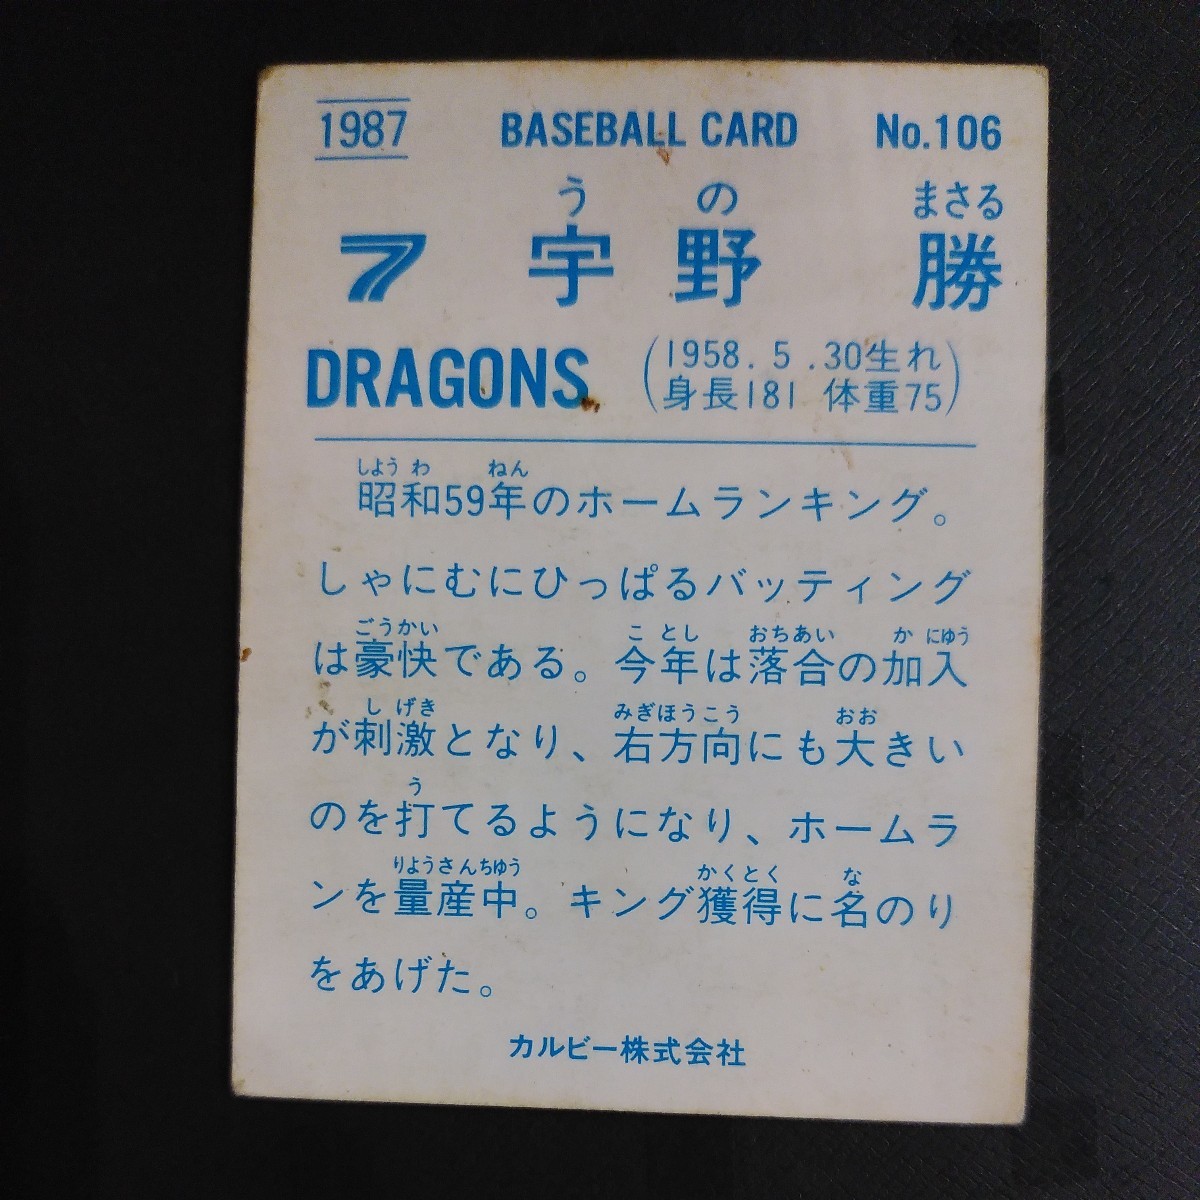 1987 BASEBALL CARD No.106
うの まさる
7 宇野 勝
DRAGONS (1958.5.30生れ
身長181 体重75)
しようわ ねん
昭和59年のホームランキング。
しゃにむにひっぱるバッティング
ごうかい ことし おちあい かにゆう
は豪快である。今年は落合の加入
しげき みぎほうこう おお
が刺激となり、右方向にも大きい
う
のを打てるようになり、ホームラ
りようさんちゆう かくとく な
ンを量産中。キング獲得に名のり
をあげた。
カルビー株式会社